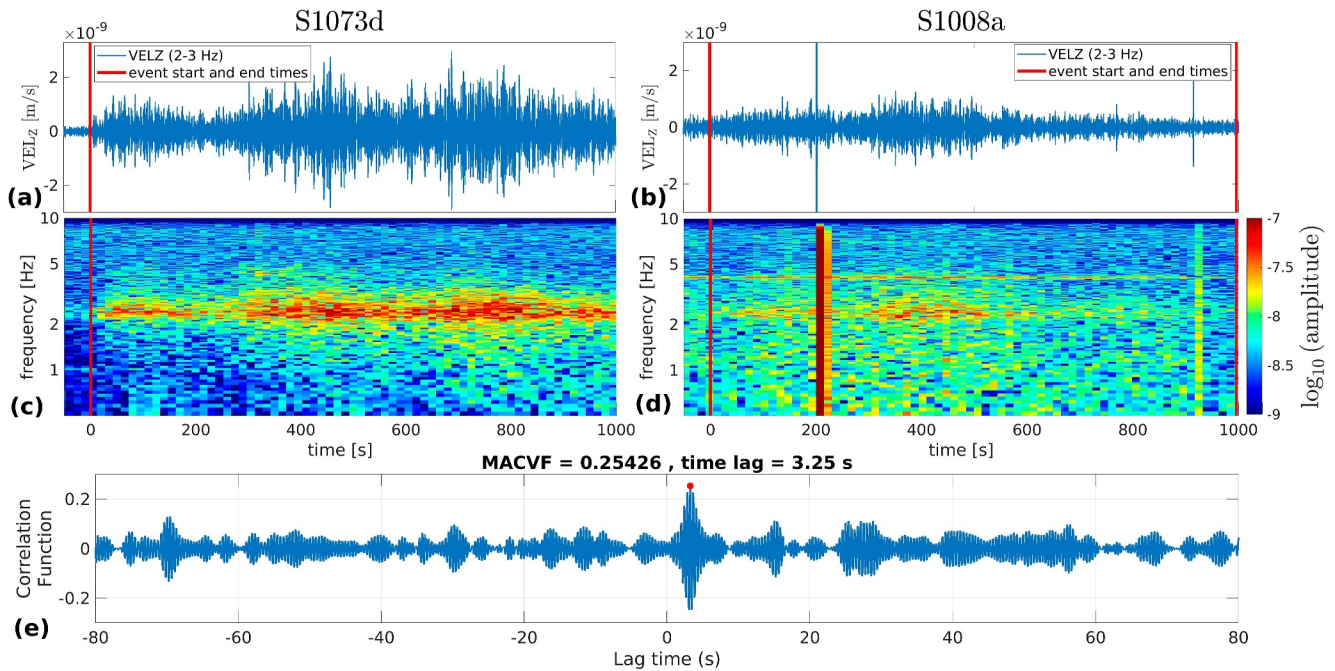 S1073d
×10⁻⁹
VELZ (2-3 Hz)
event start and end times
VEL_Z [m/s]
2
0
-2
(a)
S1008a
×10⁻⁹
VELZ (2-3 Hz)
event start and end times
VEL_Z [m/s]
2
0
-2
(b)
frequency [Hz]
10
5
2
1
(c)
0 200 400 600 800 1000
time [s]
frequency [Hz]
10
5
2
1
(d)
0 200 400 600 800 1000
time [s]
-7
-7.5
-8
-8.5
-9
log₁₀(amplitude)
MACVF = 0.25426 , time lag = 3.25 s
Correlation
Function
0.2
0
-0.2
(e)
-80 -60 -40 -20 0 20 40 60 80
Lag time (s)